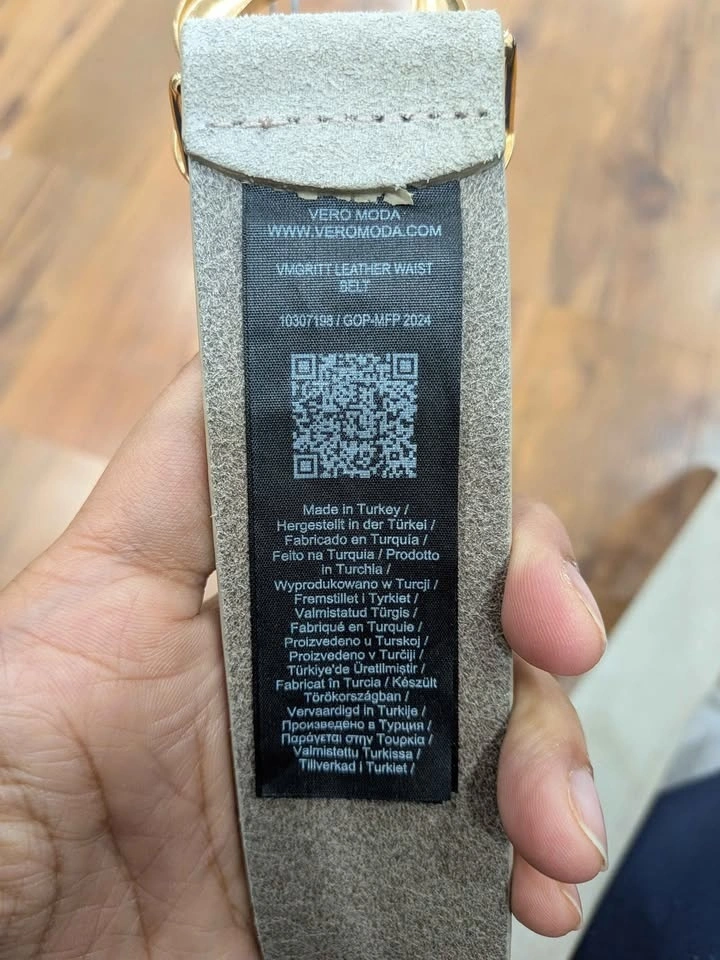 VERO MODA
WWW.VEROMODA.COM
VMGRITT LEATHER WAIST
BELT
10307198 / GOP-MFP 2024
Made in Turkey /
Hergestellt in der Türkei /
Fabricado en Turquía /
Feito na Turquia / Prodotto
in Turchia /
Wyprodukowano w Turcji /
Fremstillet i Tyrkiet /
Valmistatud Türgis /
Fabriqué en Turquie /
Proizvedeno u Turskoj /
Proizvedeno v Turčiji /
Türkiye'de Üretilmiştir /
Fabricat în Turcia / Készült
Törökországban /
Vervaardigd in Turkije /
Произведено в Турция /
Παράγεται στην Τουρκία /
Valmistettu Turkissa /
Tillverkad i Turkiet /